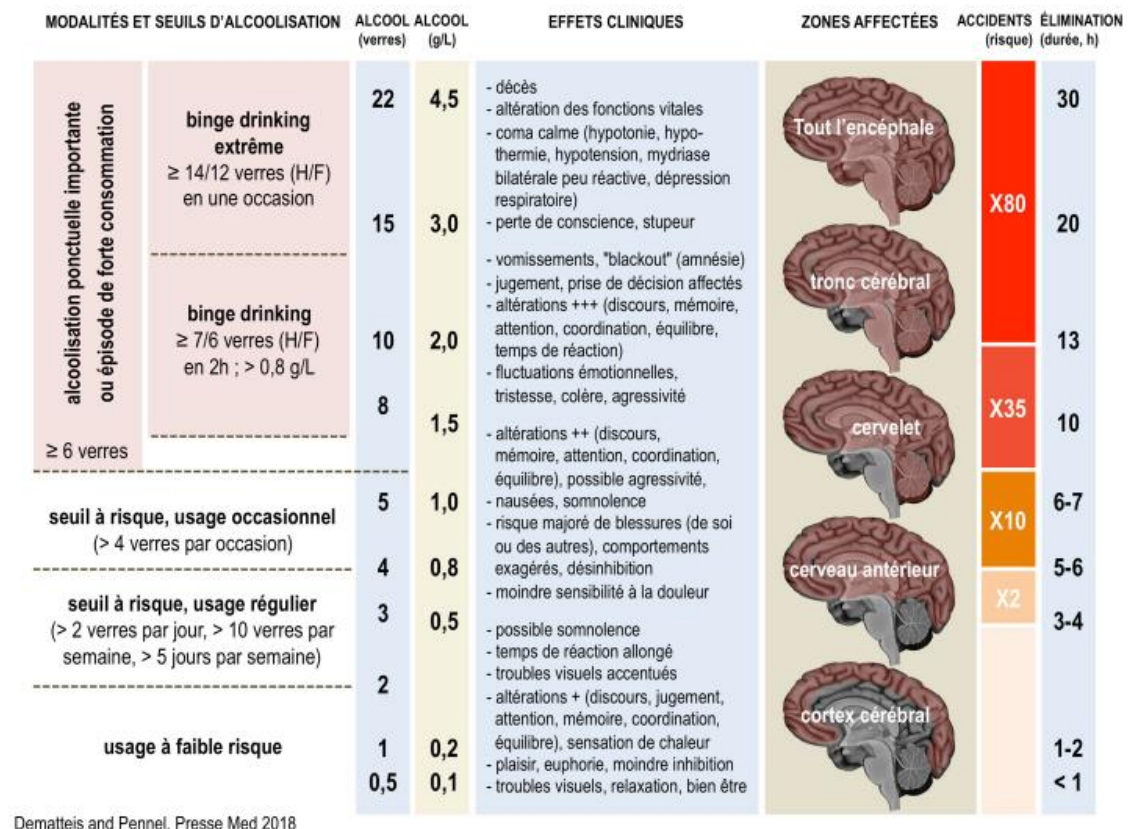 MODALITÉS ET SEUILS D'ALCOOLISATION
ALCOOL
(verres)
ALCOOL
(g/L)
EFFETS CLINIQUES
ZONES AFFECTÉES
ACCIDENTS
(risque)
ÉLIMINATION
(durée, h)
alcoolisation ponctuelle importante
ou épisode de forte consommation
≥ 6 verres
binge drinking
extrême
≥ 14/12 verres (H/F)
en une occasion
binge drinking
≥ 7/6 verres (H/F)
en 2h ; > 0,8 g/L
seuil à risque, usage occasionnel
(> 4 verres par occasion)
seuil à risque, usage régulier
(> 2 verres par jour, > 10 verres par
semaine, > 5 jours par semaine)
usage à faible risque
22
15
10
8
5
4
3
2
1
0,5
4,5
3,0
2,0
1,5
1,0
0,8
0,5
0,2
0,1
- décès
- altération des fonctions vitales
- coma calme (hypotonie, hypo-
thermie, hypotension, mydriase
bilatérale peu réactive, dépression
respiratoire)
- perte de conscience, stupeur
- vomissements, "blackout" (amnésie)
- jugement, prise de décision affectés
- altérations +++ (discours, mémoire,
attention, coordination, équilibre,
temps de réaction)
- fluctuations émotionnelles,
tristesse, colère, agressivité
- altérations ++ (discours,
mémoire, attention, coordination,
équilibre), possible agressivité,
- nausées, somnolence
- risque majoré de blessures (de soi
ou des autres), comportements
exagérés, désinhibition
- moindre sensibilité à la douleur
- possible somnolence
- temps de réaction allongé
- troubles visuels accentués
- altérations + (discours, jugement,
attention, mémoire, coordination,
équilibre), sensation de chaleur
- plaisir, euphorie, moindre inhibition
- troubles visuels, relaxation, bien être
Tout l'encéphale
tronc cérébral
cervelet
cerveau antérieur
cortex cérébral
X80
X35
X10
X2
30
20
13
10
6-7
5-6
3-4
1-2
< 1
Dematteis and Pennel, Presse Med 2018